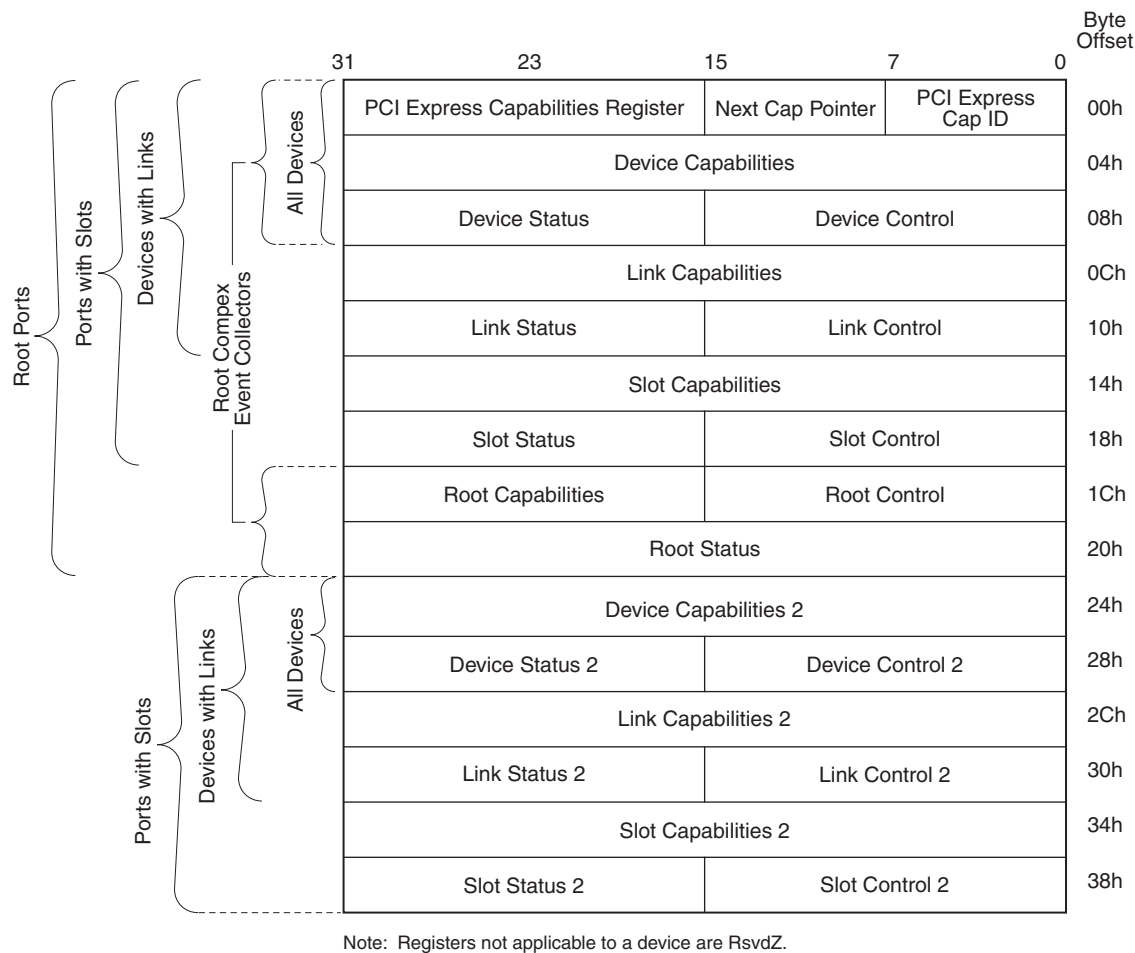 Byte
Offset
31 23 15 7 0
PCI Express Capabilities Register Next Cap Pointer PCI Express
Cap ID 00h
Device Capabilities 04h
Device Status Device Control 08h
Link Capabilities 0Ch
Link Status Link Control 10h
Slot Capabilities 14h
Slot Status Slot Control 18h
Root Capabilities Root Control 1Ch
Root Status 20h
Device Capabilities 2 24h
Device Status 2 Device Control 2 28h
Link Capabilities 2 2Ch
Link Status 2 Link Control 2 30h
Slot Capabilities 2 34h
Slot Status 2 Slot Control 2 38h
Root Ports
Ports with Slots
Devices with Links
Root Compex
Event Collectors
All Devices
Ports with Slots
Devices with Links
All Devices
Note: Registers not applicable to a device are RsvdZ.